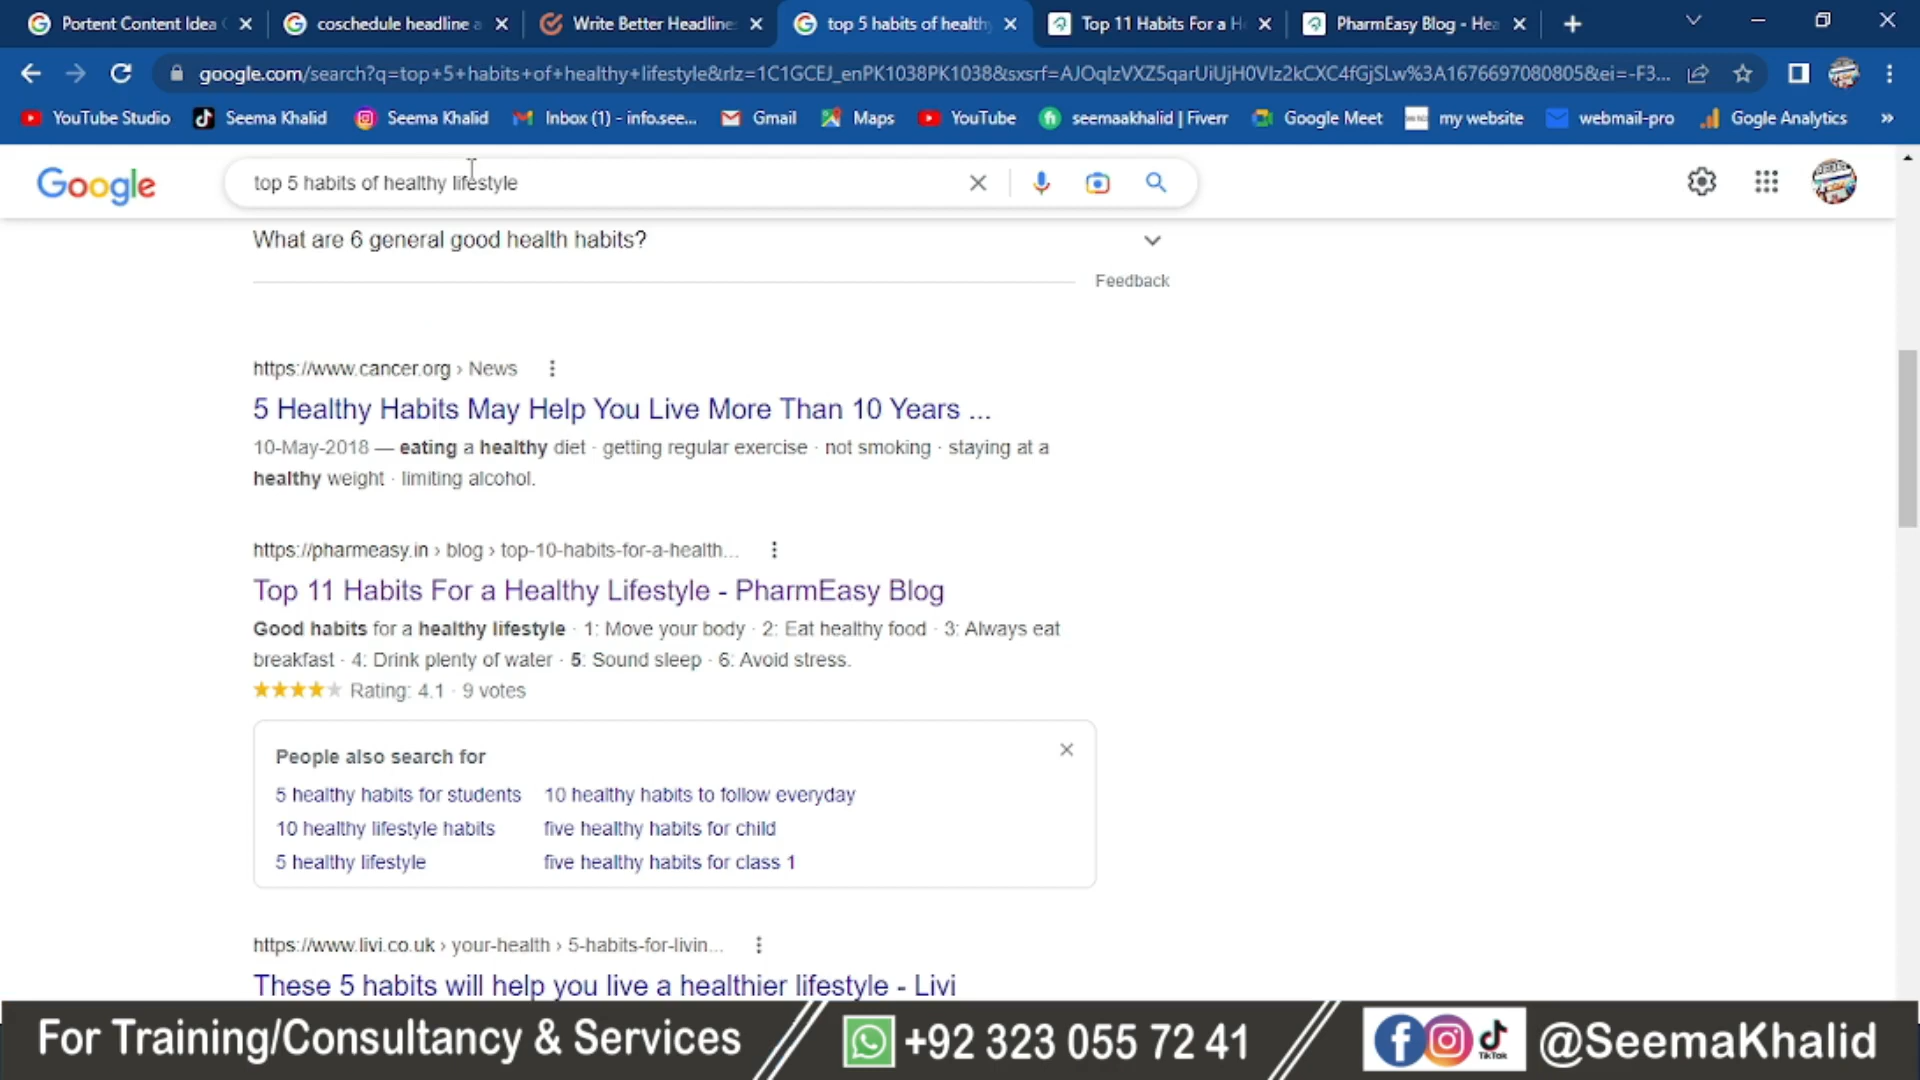 Portent Content Idea
coschedule headline a
Write Better Headline
top 5 habits of health
Top 11 Habits For a H
PharmEasy Blog - Hea
google.com/search?q=top+5+habits+of+healthy+lifestyle&rlz=1C1GCEJ_enPK1038PK1038&sxsrf=AJOqlzVXZ5qarUiUjH0VIz2kCXC4fGjSLw%3A1676697080805&ei=-F3...
YouTube Studio
Seema Khalid
Seema Khalid
Inbox (1) - info.see...
Gmail
Maps
YouTube
seemaakhalid | Fiverr
Google Meet
my website
webmail-pro
Gogle Analytics
»
Google
top 5 habits of healthy lifestyle
What are 6 general good health habits?
Feedback
https://www.cancer.org › News
5 Healthy Habits May Help You Live More Than 10 Years ...
10-May-2018 — eating a healthy diet · getting regular exercise · not smoking · staying at a
healthy weight · limiting alcohol.
https://pharmeasy.in › blog › top-10-habits-for-a-health...
Top 11 Habits For a Healthy Lifestyle - PharmEasy Blog
Good habits for a healthy lifestyle · 1: Move your body · 2: Eat healthy food · 3: Always eat
breakfast · 4: Drink plenty of water · 5: Sound sleep · 6: Avoid stress.
Rating: 4.1 · 9 votes
People also search for
5 healthy habits for students
10 healthy habits to follow everyday
10 healthy lifestyle habits
five healthy habits for child
5 healthy lifestyle
five healthy habits for class 1
https://www.livi.co.uk › your-health › 5-habits-for-livin...
These 5 habits will help you live a healthier lifestyle - Livi
For Training/Consultancy & Services
+92 323 055 72 41
TikTok
@SeemaKhalid